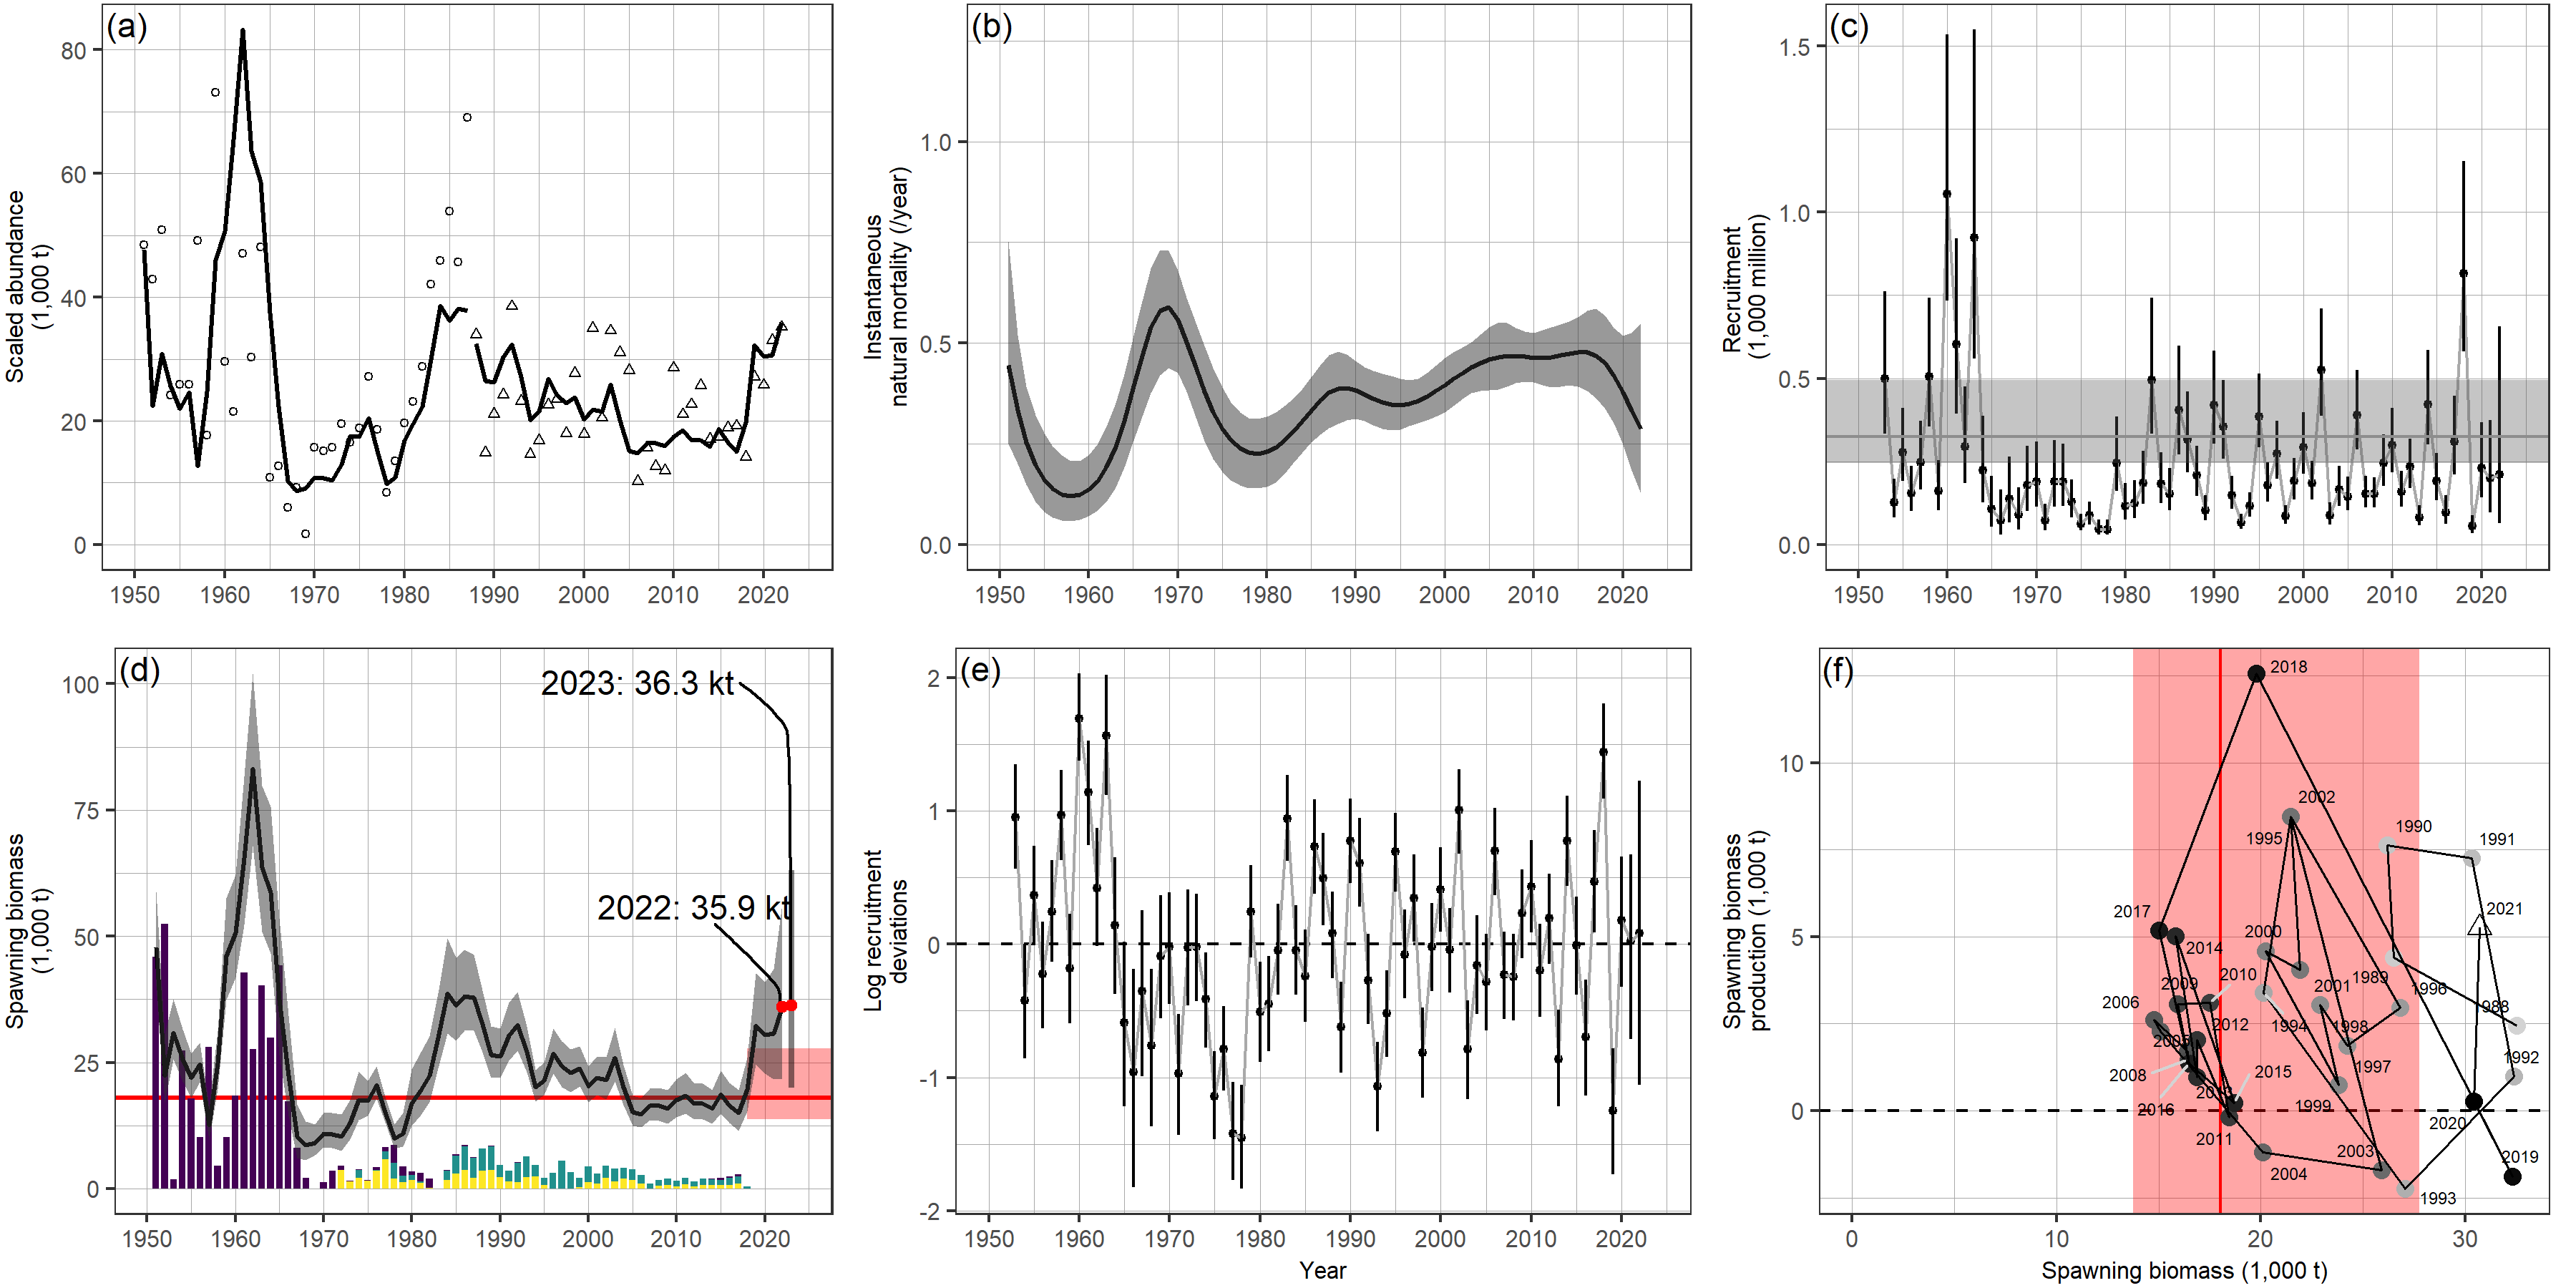 (a)
Scaled abundance
(1,000 t)
80
60
40
20
0
1950 1960 1970 1980 1990 2000 2010 2020
(b)
Instantaneous
natural mortality (/year)
1.0
0.5
0.0
1950 1960 1970 1980 1990 2000 2010 2020
(c)
Recruitment
(1,000 million)
1.5
1.0
0.5
0.0
1950 1960 1970 1980 1990 2000 2010 2020
(d)
Spawning biomass
(1,000 t)
100
75
50
25
0
2023: 36.3 kt
2022: 35.9 kt
1950 1960 1970 1980 1990 2000 2010 2020
(e)
Log recruitment
deviations
2
1
0
-1
-2
1950 1960 1970 1980 1990 2000 2010 2020
Year
(f)
Spawning biomass
production (1,000 t)
10
5
0
2018
2002
1990
1995
1991
2017
2021
2000
2014
2010
1989
2009
2001
1996
2006
988
2012
1994
1998
2005
1992
1997
2008
2015
2016
1999
2011
2020
2003
2019
2004
1993
0 10 20 30
Spawning biomass (1,000 t)